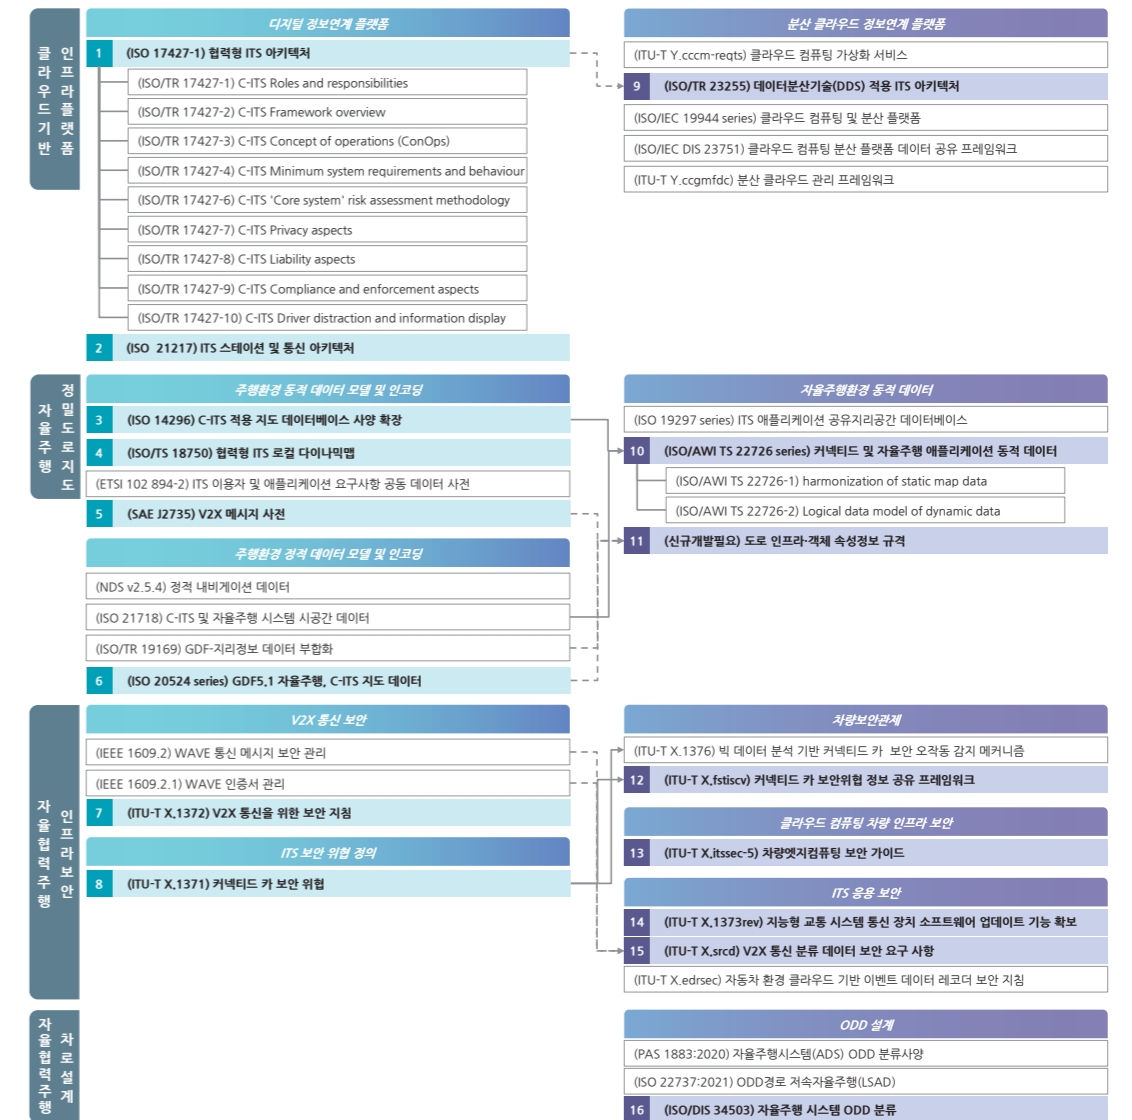 클라우드기반 인프라플랫폼
디지털 정보연계 플랫폼
1 (ISO 17427-1) 협력형 ITS 아키텍처
(ISO/TR 17427-1) C-ITS Roles and responsibilities
(ISO/TR 17427-2) C-ITS Framework overview
(ISO/TR 17427-3) C-ITS Concept of operations (ConOps)
(ISO/TR 17427-4) C-ITS Minimum system requirements and behaviour
(ISO/TR 17427-6) C-ITS 'Core system' risk assessment methodology
(ISO/TR 17427-7) C-ITS Privacy aspects
(ISO/TR 17427-8) C-ITS Liability aspects
(ISO/TR 17427-9) C-ITS Compliance and enforcement aspects
(ISO/TR 17427-10) C-ITS Driver distraction and information display
2 (ISO 21217) ITS 스테이션 및 통신 아키텍처
분산 클라우드 정보연계 플랫폼
(ITU-T Y.cccm-reqts) 클라우드 컴퓨팅 가상화 서비스
9 (ISO/TR 23255) 데이터분산기술(DDS) 적용 ITS 아키텍처
(ISO/IEC 19944 series) 클라우드 컴퓨팅 및 분산 플랫폼
(ISO/IEC DIS 23751) 클라우드 컴퓨팅 분산 플랫폼 데이터 공유 프레임워크
(ITU-T Y.ccgmfdc) 분산 클라우드 관리 프레임워크
자율주행 정밀도로지도
주행환경 동적 데이터 모델 및 인코딩
3 (ISO 14296) C-ITS 적용 지도 데이터베이스 사양 확장
4 (ISO/TS 18750) 협력형 ITS 로컬 다이나믹맵
(ETSI 102 894-2) ITS 이용자 및 애플리케이션 요구사항 공동 데이터 사전
5 (SAE J2735) V2X 메시지 사전
주행환경 정적 데이터 모델 및 인코딩
(NDS v2.5.4) 정적 내비게이션 데이터
(ISO 21718) C-ITS 및 자율주행 시스템 시공간 데이터
(ISO/TR 19169) GDF-지리정보 데이터 부합화
6 (ISO 20524 series) GDF5.1 자율주행, C-ITS 지도 데이터
자율주행환경 동적 데이터
(ISO 19297 series) ITS 애플리케이션 공유지리공간 데이터베이스
10 (ISO/AWI TS 22726 series) 커넥티드 및 자율주행 애플리케이션 동적 데이터
(ISO/AWI TS 22726-1) harmonization of static map data
(ISO/AWI TS 22726-2) Logical data model of dynamic data
11 (신규개발필요) 도로 인프라·객체 속성정보 규격
자율협력주행 인프라보안
V2X 통신 보안
(IEEE 1609.2) WAVE 통신 메시지 보안 관리
(IEEE 1609.2.1) WAVE 인증서 관리
7 (ITU-T X.1372) V2X 통신을 위한 보안 지침
ITS 보안 위협 정의
8 (ITU-T X.1371) 커넥티드 카 보안 위협
차량보안관제
(ITU-T X.1376) 빅 데이터 분석 기반 커넥티드 카 보안 오작동 감지 메커니즘
12 (ITU-T X.fstiscv) 커넥티드 카 보안위협 정보 공유 프레임워크
클라우드 컴퓨팅 차량 인프라 보안
13 (ITU-T X.itssec-5) 차량엣지컴퓨팅 보안 가이드
ITS 응용 보안
14 (ITU-T X.1373rev) 지능형 교통 시스템 통신 장치 소프트웨어 업데이트 기능 확보
15 (ITU-T X.srcd) V2X 통신 분류 데이터 보안 요구 사항
(ITU-T X.edrsec) 자동차 환경 클라우드 기반 이벤트 데이터 레코더 보안 지침
자율협력주행 차로설계
ODD 설계
(PAS 1883:2020) 자율주행시스템(ADS) ODD 분류사양
(ISO 22737:2021) ODD경로 저속자율주행(LSAD)
16 (ISO/DIS 34503) 자율주행 시스템 ODD 분류